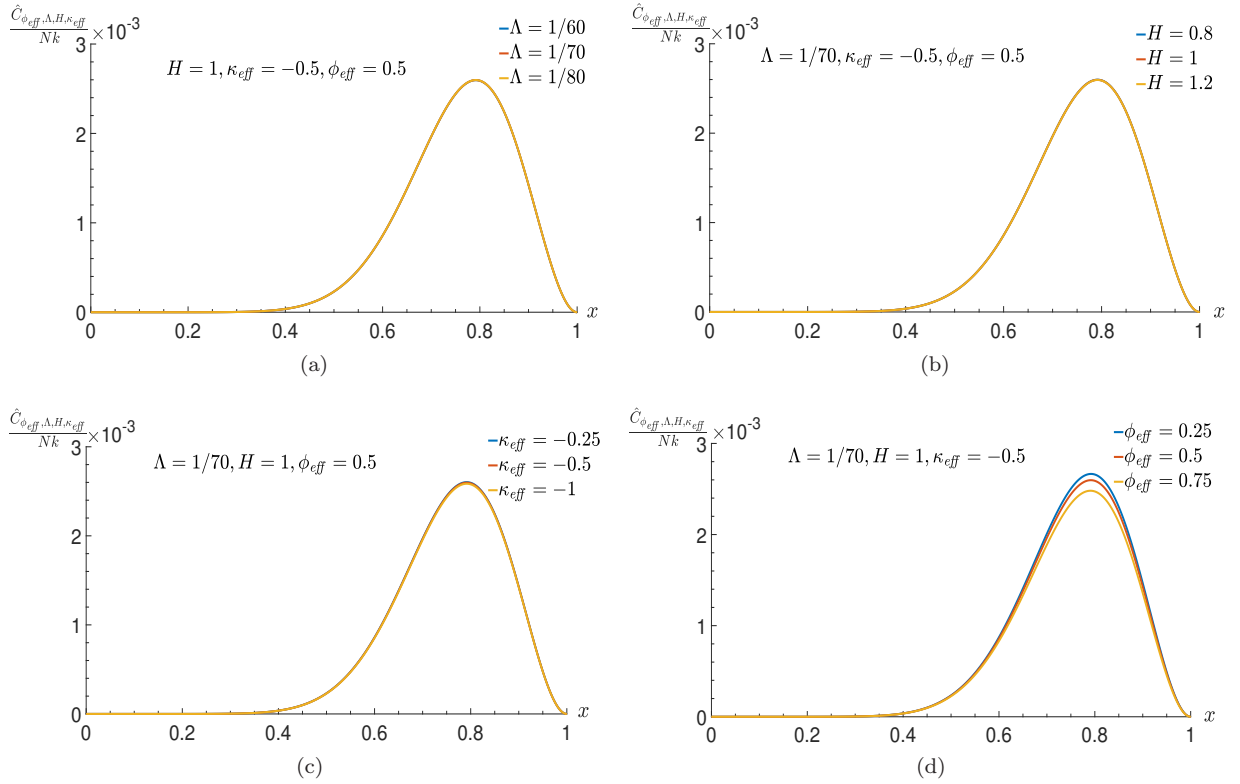 Ĉ_{ϕ_eff,Λ,H,κ_eff}/Nk ×10⁻³
3
2
1
0
Λ = 1/60
Λ = 1/70
Λ = 1/80
H = 1, κ_eff = −0.5, ϕ_eff = 0.5
0 0.2 0.4 0.6 0.8 1 x
(a)
Ĉ_{ϕ_eff,Λ,H,κ_eff}/Nk ×10⁻³
3
2
1
0
H = 0.8
H = 1
H = 1.2
Λ = 1/70, κ_eff = −0.5, ϕ_eff = 0.5
0 0.2 0.4 0.6 0.8 1 x
(b)
Ĉ_{ϕ_eff,Λ,H,κ_eff}/Nk ×10⁻³
3
2
1
0
κ_eff = −0.25
κ_eff = −0.5
κ_eff = −1
Λ = 1/70, H = 1, ϕ_eff = 0.5
0 0.2 0.4 0.6 0.8 1 x
(c)
Ĉ_{ϕ_eff,Λ,H,κ_eff}/Nk ×10⁻³
3
2
1
0
ϕ_eff = 0.25
ϕ_eff = 0.5
ϕ_eff = 0.75
Λ = 1/70, H = 1, κ_eff = −0.5
0 0.2 0.4 0.6 0.8 1 x
(d)